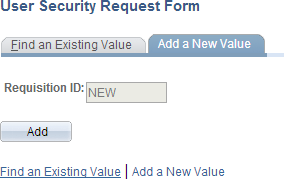 User Security Request Form
Find an Existing Value Add a New Value
Requisition ID: NEW
Add
Find an Existing Value | Add a New Value